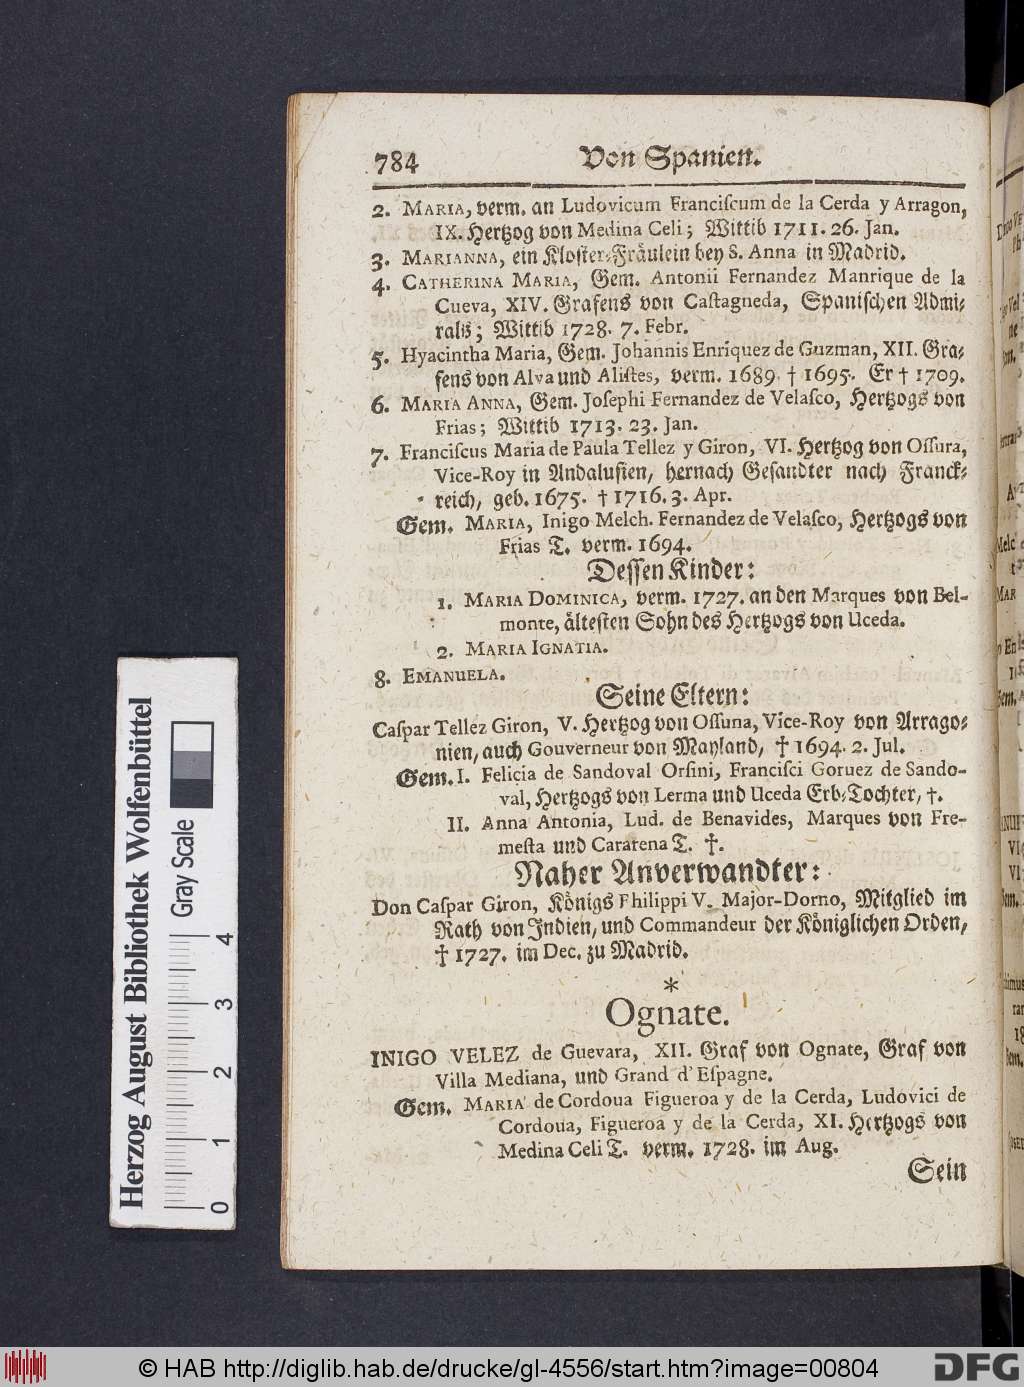 784 Von Spanien.
2. MARIA, verm. an Ludovicum Franciſcum de la Cerda y Arragon,
IX. Hertzog von Medina Celi; Wittib 1711. 26. Jan.
3. MARIANNA, ein Kloſter-Fräulein bey S. Anna in Madrid.
4. CATHERINA MARIA, Gem. Antonii Fernandez Manrique de la
Cueva, XIV. Grafens von Caſtagneda, Spaniſchen Admi-
rals; Wittib 1728. 7. Febr.
5. Hyacintha Maria, Gem. Johannis Enriquez de Guzman, XII. Gra-
fens von Alva und Aliſtes, verm. 1689. † 1695. Er † 1709.
6. MARIA ANNA, Gem. Joſephi Fernandez de Velaſco, Hertzogs von
Frias; Wittib 1713. 23. Jan.
7. Franciſcus Maria de Paula Tellez y Giron, VI. Hertzog von Oſſura,
Vice-Roy in Andaluſien, hernach Geſandter nach Franck-
reich, geb. 1675. † 1716. 3. Apr.
Gem. MARIA, Inigo Melch. Fernandez de Velaſco, Hertzogs von
Frias T. verm. 1694.
Deſſen Kinder:
1. MARIA DOMINICA, verm. 1727. an den Marques von Bel-
monte, älteſten Sohn des Hertzogs von Uceda.
2. MARIA IGNATIA.
8. EMANUELA.
Seine Eltern:
Caſpar Tellez Giron, V. Hertzog von Oſſuna, Vice-Roy von Arrago-
nien, auch Gouverneur von Mayland, † 1694. 2. Jul.
Gem. I. Felicia de Sandoval Orſini, Franciſci Goruez de Sando-
val, Hertzogs von Lerma und Uceda Erb-Tochter, †.
II. Anna Antonia, Lud. de Benavides, Marques von Fre-
meſta und Cararena T. †.
Naher Anverwandter:
Don Caſpar Giron, Königs Philippi V. Major-Dorno, Mitglied im
Rath von Indien, und Commandeur der Königlichen Orden,
† 1727. im Dec. zu Madrid.
*
Ognate.
INIGO VELEZ de Guevara, XII. Graf von Ognate, Graf von
Villa Mediana, und Grand d'Eſpagne.
Gem. MARIA de Cordoua Figueroa y de la Cerda, Ludovici de
Cordoua, Figueroa y de la Cerda, XI. Hertzogs von
Medina Celi T. verm. 1728. im Aug.
Sein
Herzog August Bibliothek Wolfenbüttel
Gray Scale
0 1 2 3 4
© HAB http://diglib.hab.de/drucke/gl-4556/start.htm?image=00804
DFG